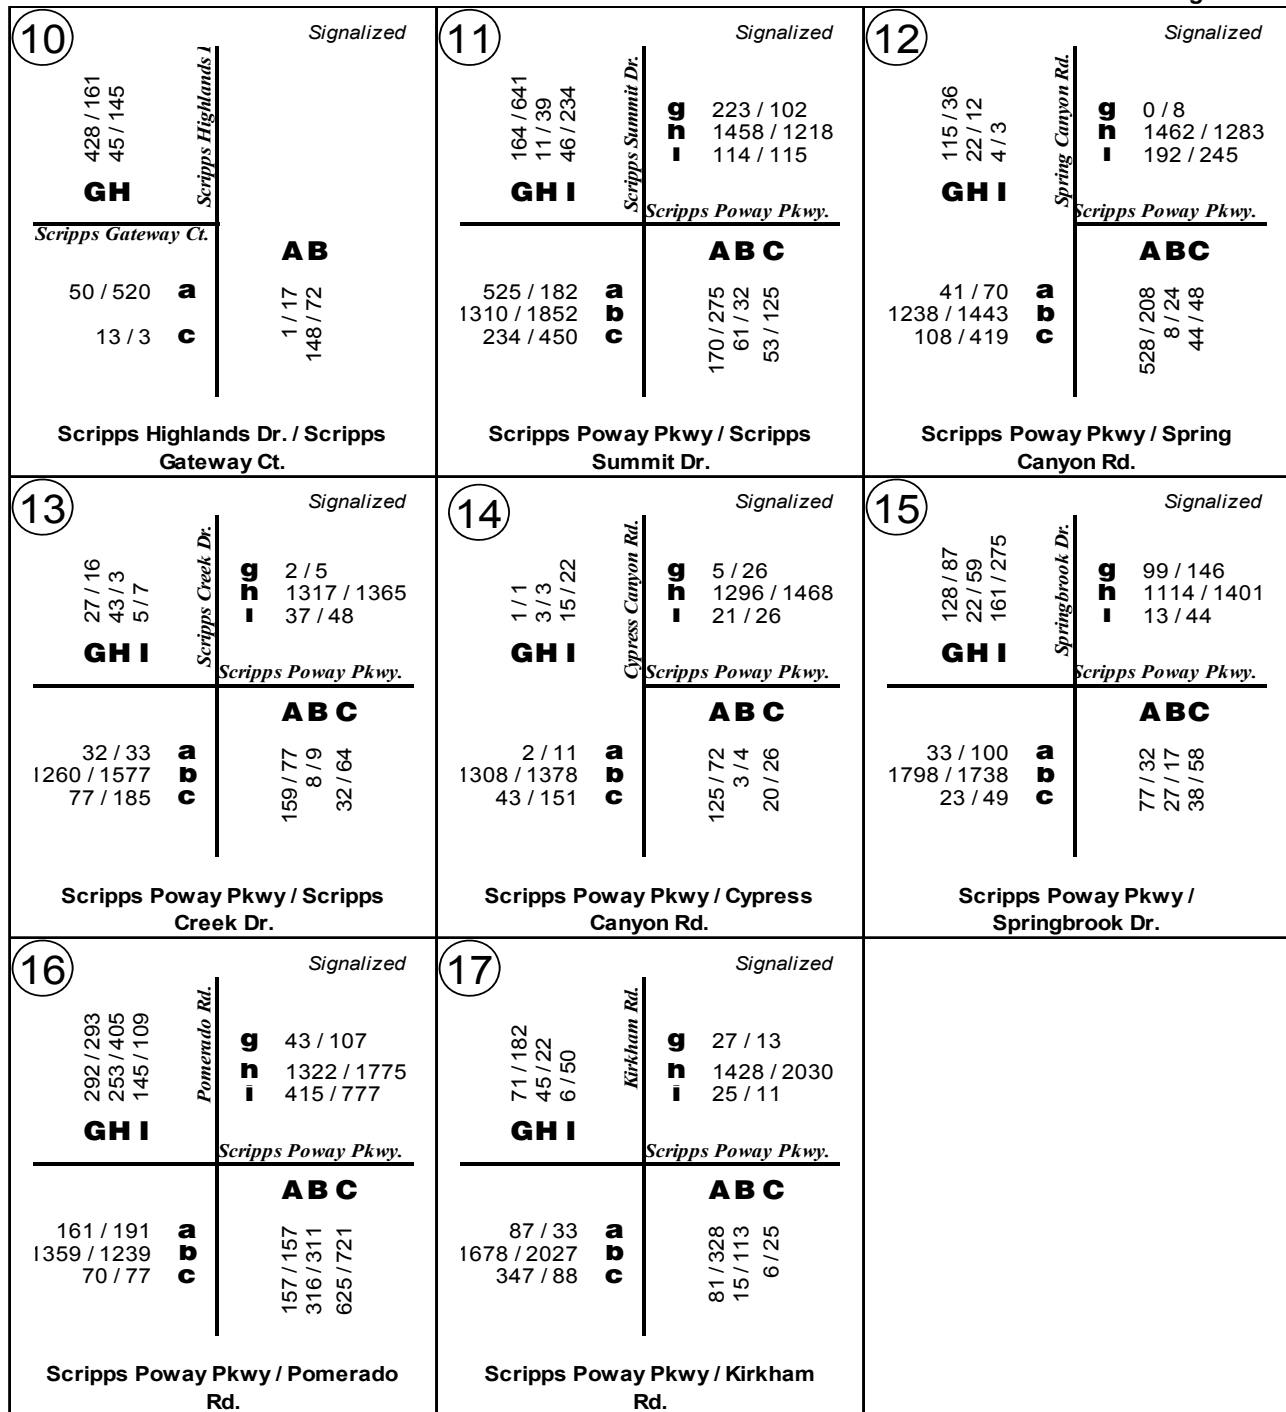 10
Signalized
428 / 161
45 / 145
Scripps Highlands
GH
Scripps Gateway Ct.
AB
50 / 520 a
13 / 3 c
1 / 17
148 / 72
Scripps Highlands Dr. / Scripps
Gateway Ct.
11
Signalized
164 / 641
11 / 39
46 / 234
Scripps Summit Dr.
g 223 / 102
h 1458 / 1218
i 114 / 115
GH I
Scripps Poway Pkwy.
AB C
525 / 182 a
1310 / 1852 b
234 / 450 c
170 / 275
61 / 32
53 / 125
Scripps Poway Pkwy / Scripps
Summit Dr.
12
Signalized
115 / 36
22 / 12
4 / 3
Spring Canyon Rd.
g 0 / 8
h 1462 / 1283
i 192 / 245
GH I
Scripps Poway Pkwy.
ABC
41 / 70 a
1238 / 1443 b
108 / 419 c
528 / 208
8 / 24
44 / 48
Scripps Poway Pkwy / Spring
Canyon Rd.
13
Signalized
27 / 16
43 / 3
5 / 7
Scripps Creek Dr.
g 2 / 5
h 1317 / 1365
i 37 / 48
GH I
Scripps Poway Pkwy.
AB C
32 / 33 a
1260 / 1577 b
77 / 185 c
159 / 77
8 / 9
32 / 64
Scripps Poway Pkwy / Scripps
Creek Dr.
14
Signalized
1 / 1
3 / 3
15 / 22
Cypress Canyon Rd.
g 5 / 26
h 1296 / 1468
i 21 / 26
GH I
Scripps Poway Pkwy.
AB C
2 / 11 a
1308 / 1378 b
43 / 151 c
125 / 72
3 / 4
20 / 26
Scripps Poway Pkwy / Cypress
Canyon Rd.
15
Signalized
128 / 87
22 / 59
161 / 275
Springbrook Dr.
g 99 / 146
h 1114 / 1401
i 13 / 44
GH I
Scripps Poway Pkwy.
ABC
33 / 100 a
1798 / 1738 b
23 / 49 c
77 / 32
27 / 17
38 / 58
Scripps Poway Pkwy /
Springbrook Dr.
16
Signalized
292 / 293
253 / 405
145 / 109
Pomerado Rd.
g 43 / 107
h 1322 / 1775
i 415 / 777
GH I
Scripps Poway Pkwy.
AB C
161 / 191 a
1359 / 1239 b
70 / 77 c
157 / 157
316 / 311
625 / 721
Scripps Poway Pkwy / Pomerado
Rd.
17
Signalized
71 / 182
45 / 22
6 / 50
Kirkham Rd.
g 27 / 13
h 1428 / 2030
i 25 / 11
GH I
Scripps Poway Pkwy.
AB C
87 / 33 a
1678 / 2027 b
347 / 88 c
81 / 328
15 / 113
6 / 25
Scripps Poway Pkwy / Kirkham
Rd.